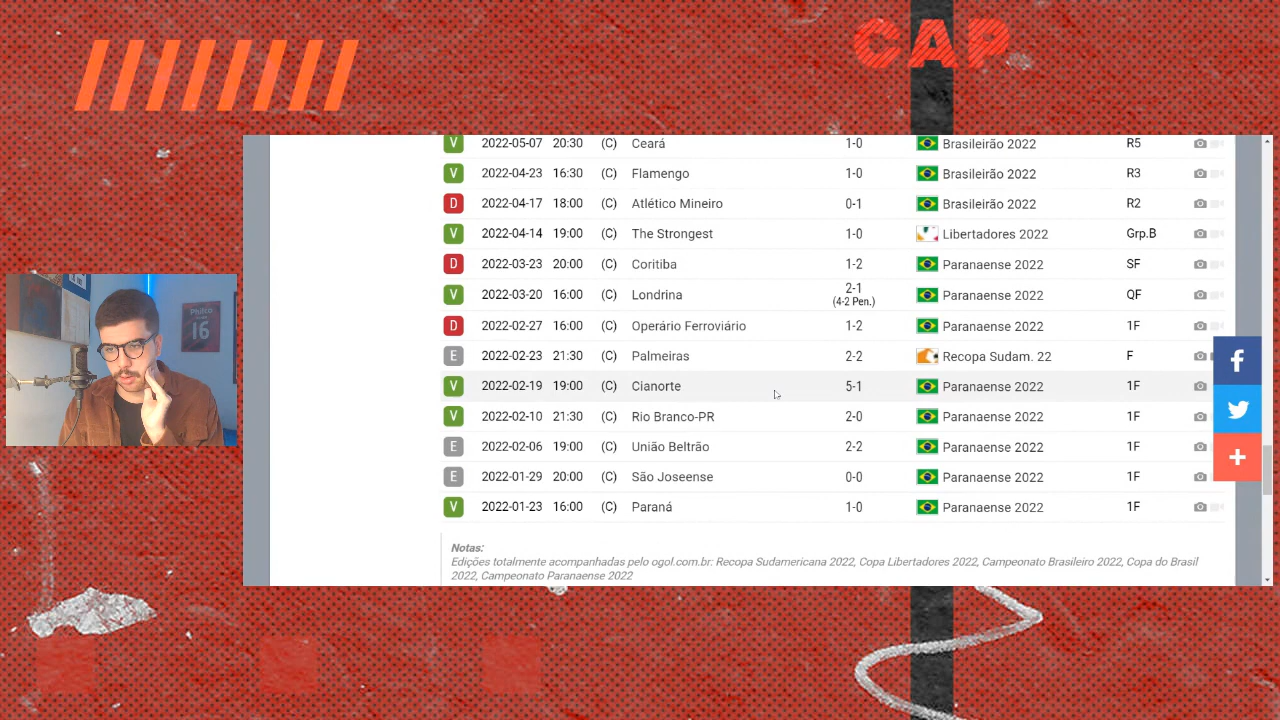 CAP
V 2022-05-07 20:30 (C) Ceará 1-0 Brasileirão 2022 R5
V 2022-04-23 16:30 (C) Flamengo 1-0 Brasileirão 2022 R3
D 2022-04-17 18:00 (C) Atlético Mineiro 0-1 Brasileirão 2022 R2
V 2022-04-14 19:00 (C) The Strongest 1-0 Libertadores 2022 Grp.B
D 2022-03-23 20:00 (C) Coritiba 1-2 Paranaense 2022 SF
V 2022-03-20 16:00 (C) Londrina 2-1 (4-2 Pen.) Paranaense 2022 QF
D 2022-02-27 16:00 (C) Operário Ferroviário 1-2 Paranaense 2022 1F
E 2022-02-23 21:30 (C) Palmeiras 2-2 Recopa Sudam. 22 F
V 2022-02-19 19:00 (C) Cianorte 5-1 Paranaense 2022 1F
V 2022-02-10 21:30 (C) Rio Branco-PR 2-0 Paranaense 2022 1F
E 2022-02-06 19:00 (C) União Beltrão 2-2 Paranaense 2022 1F
E 2022-01-29 20:00 (C) São Joseense 0-0 Paranaense 2022 1F
V 2022-01-23 16:00 (C) Paraná 1-0 Paranaense 2022 1F
Notas:
Edições totalmente acompanhadas pelo ogol.com.br: Recopa Sudamericana 2022, Copa Libertadores 2022, Campeonato Brasileiro 2022, Copa do Brasil
2022, Campeonato Paranaense 2022
Philco
16